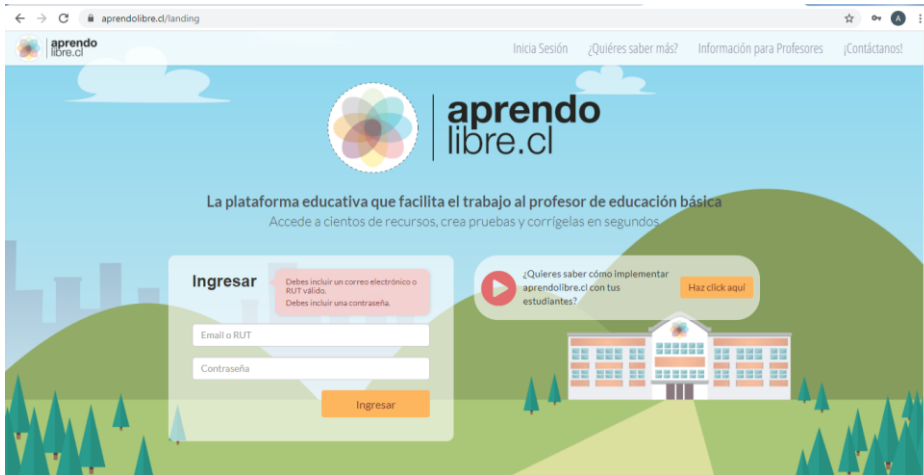 aprendolibre.cl/landing
A
aprendo
libre.cl
Inicia Sesión
¿Quiéres saber más?
Información para Profesores
¡Contáctanos!
aprendo
libre.cl
La plataforma educativa que facilita el trabajo al profesor de educación básica
Accede a cientos de recursos, crea pruebas y corrígelas en segundos.
Ingresar
Debes incluir un correo electrónico o
RUT válido.
Debes incluir una contraseña.
Email o RUT
Contraseña
Ingresar
¿Quieres saber cómo implementar
aprendolibre.cl con tus
estudiantes?
Haz click aquí